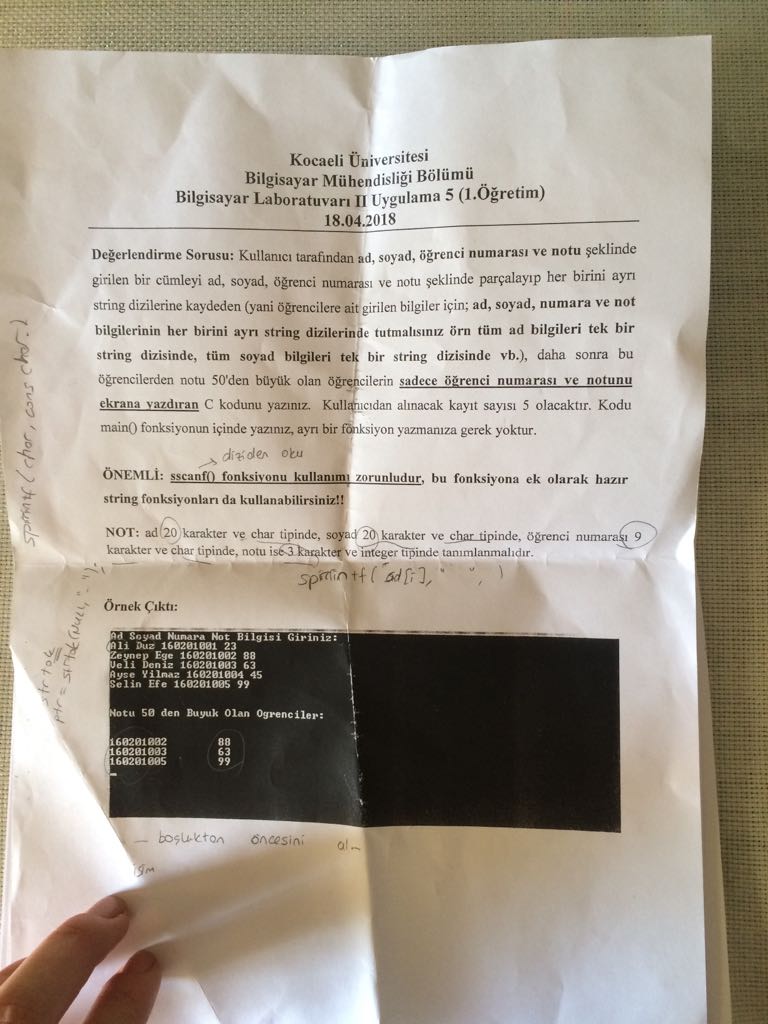 Kocaeli Üniversitesi
Bilgisayar Mühendisliği Bölümü
Bilgisayar Laboratuvarı II Uygulama 5 (1.Öğretim)
18.04.2018
Değerlendirme Sorusu: Kullanıcı tarafından ad, soyad, öğrenci numarası ve notu şeklinde
girilen bir cümleyi ad, soyad, öğrenci numarası ve notu şeklinde parçalayıp her birini ayrı
string dizilerine kaydeden (yani öğrencilere ait girilen bilgiler için; ad, soyad, numara ve not
bilgilerinin her birini ayrı string dizilerinde tutmalısınız örn tüm ad bilgileri tek bir
string dizisinde, tüm soyad bilgileri tek bir string dizisinde vb.), daha sonra bu
öğrencilerden notu 50'den büyük olan öğrencilerin sadece öğrenci numarası ve notunu
ekrana yazdıran C kodunu yazınız. Kullanıcıdan alınacak kayıt sayısı 5 olacaktır. Kodu
main() fonksiyonun içinde yazınız, ayrı bir fonksiyon yazmanıza gerek yoktur.
→ diziden oku
ÖNEMLİ: sscanf() fonksiyonu kullanımı zorunludur, bu fonksiyona ek olarak hazır
string fonksiyonları da kullanabilirsiniz!!
NOT: ad 20 karakter ve char tipinde, soyad 20 karakter ve char tipinde, öğrenci numarası 9
karakter ve char tipinde, notu ise 3 karakter ve integer tipinde tanımlanmalıdır.
sprintf( ad[i], " ", )
Örnek Çıktı:
Ad Soyad Numara Not Bilgisi Giriniz:
Ali Duz 160201001 23
Zeynep Ege 160201002 88
Veli Deniz 160201003 63
Ayse Yilmaz 160201004 45
Selin Efe 160201005 99
Notu 50 den Buyuk Olan Ogrenciler:
160201002 88
160201003 63
160201005 99
_
– boşluktan öncesini al–
sprintf(char, cons char.)
strtok
ptr = strtok(NULL, " ");